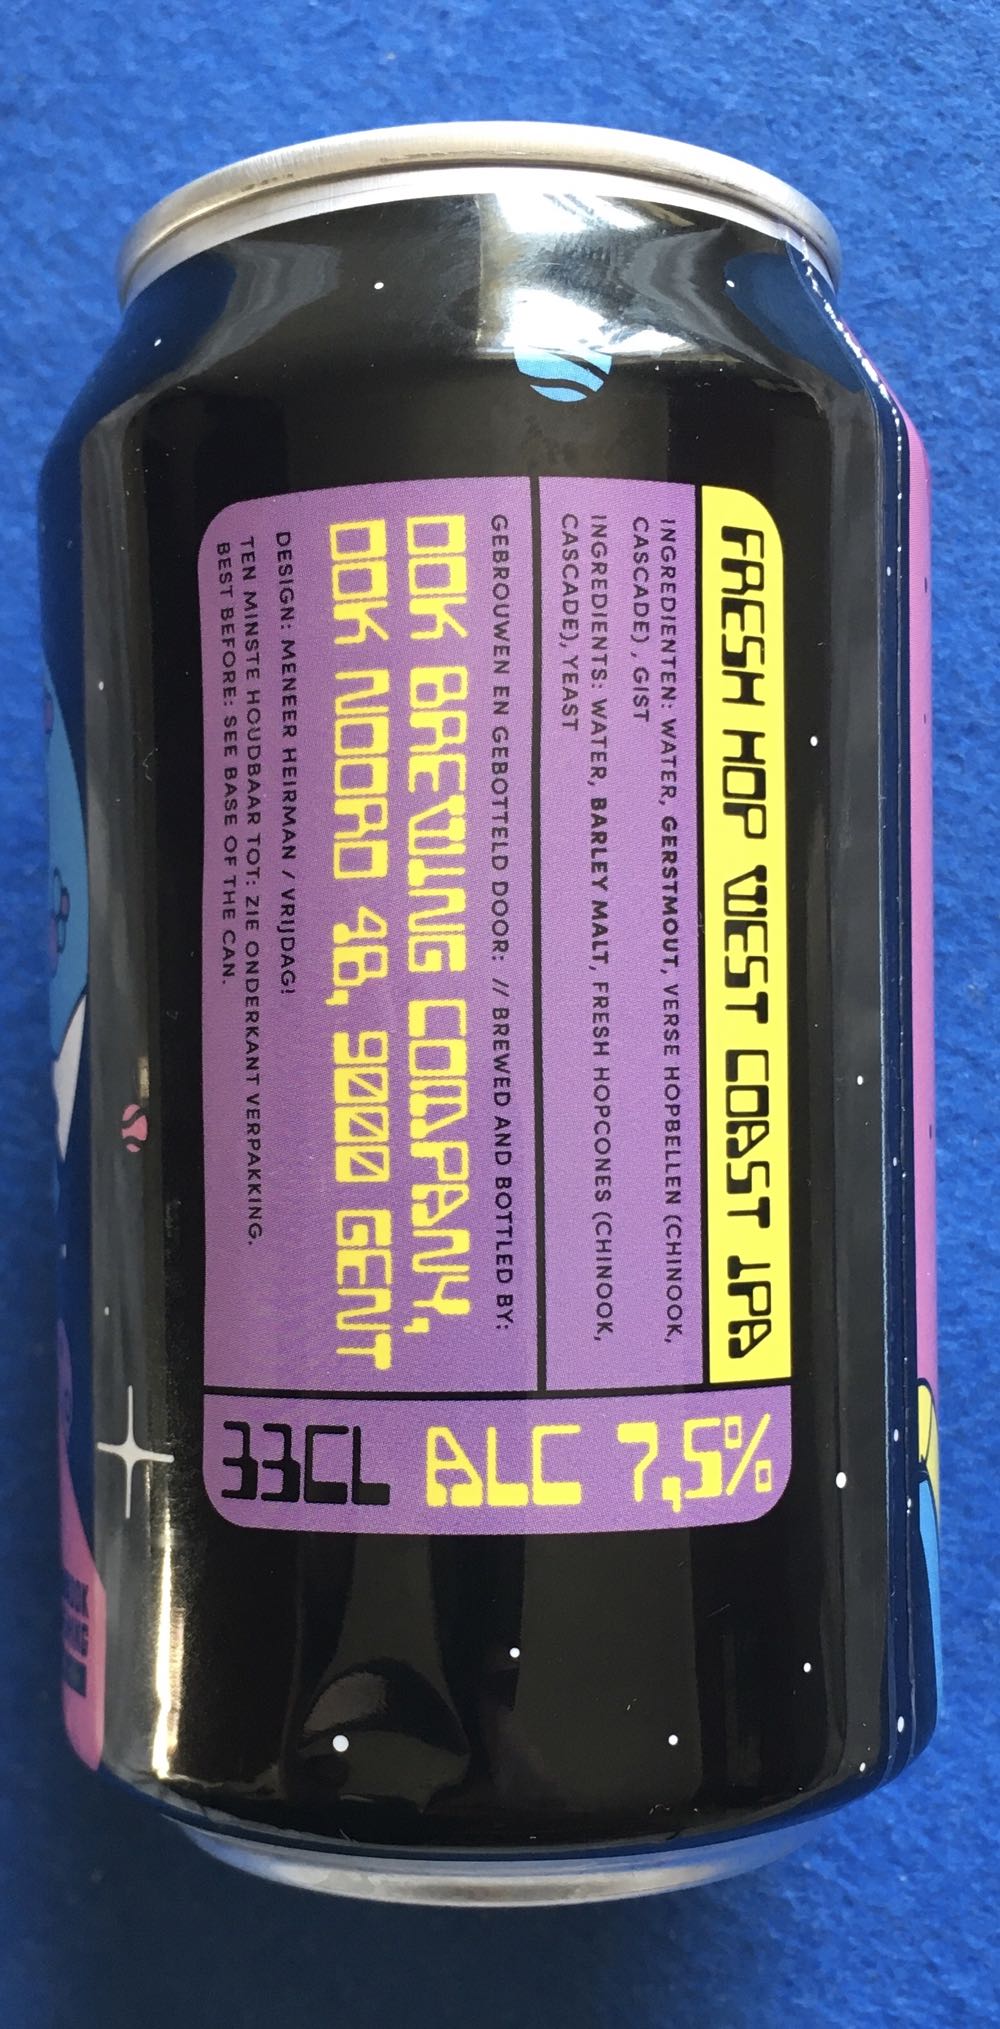 FRESH HOP WEST COAST IPA
INGREDIENTEN: WATER, GERSTMOUT, VERSE HOPBELLEN (CHINOOK,
CASCADE) , GIST
INGREDIENTS: WATER, BARLEY MALT, FRESH HOPCONES (CHINOOK,
CASCADE), YEAST
GEBROUWEN EN GEBOTTELD DOOR: // BREWED AND BOTTLED BY:
DOK BREWING COMPANY,
DOK NOORD 4B, 9000 GENT
DESIGN: MENEER HEIRMAN / VRIJDAG!
TEN MINSTE HOUDBAAR TOT: ZIE ONDERKANT VERPAKKING.
BEST BEFORE: SEE BASE OF THE CAN.
7,5%
ALC
33CL